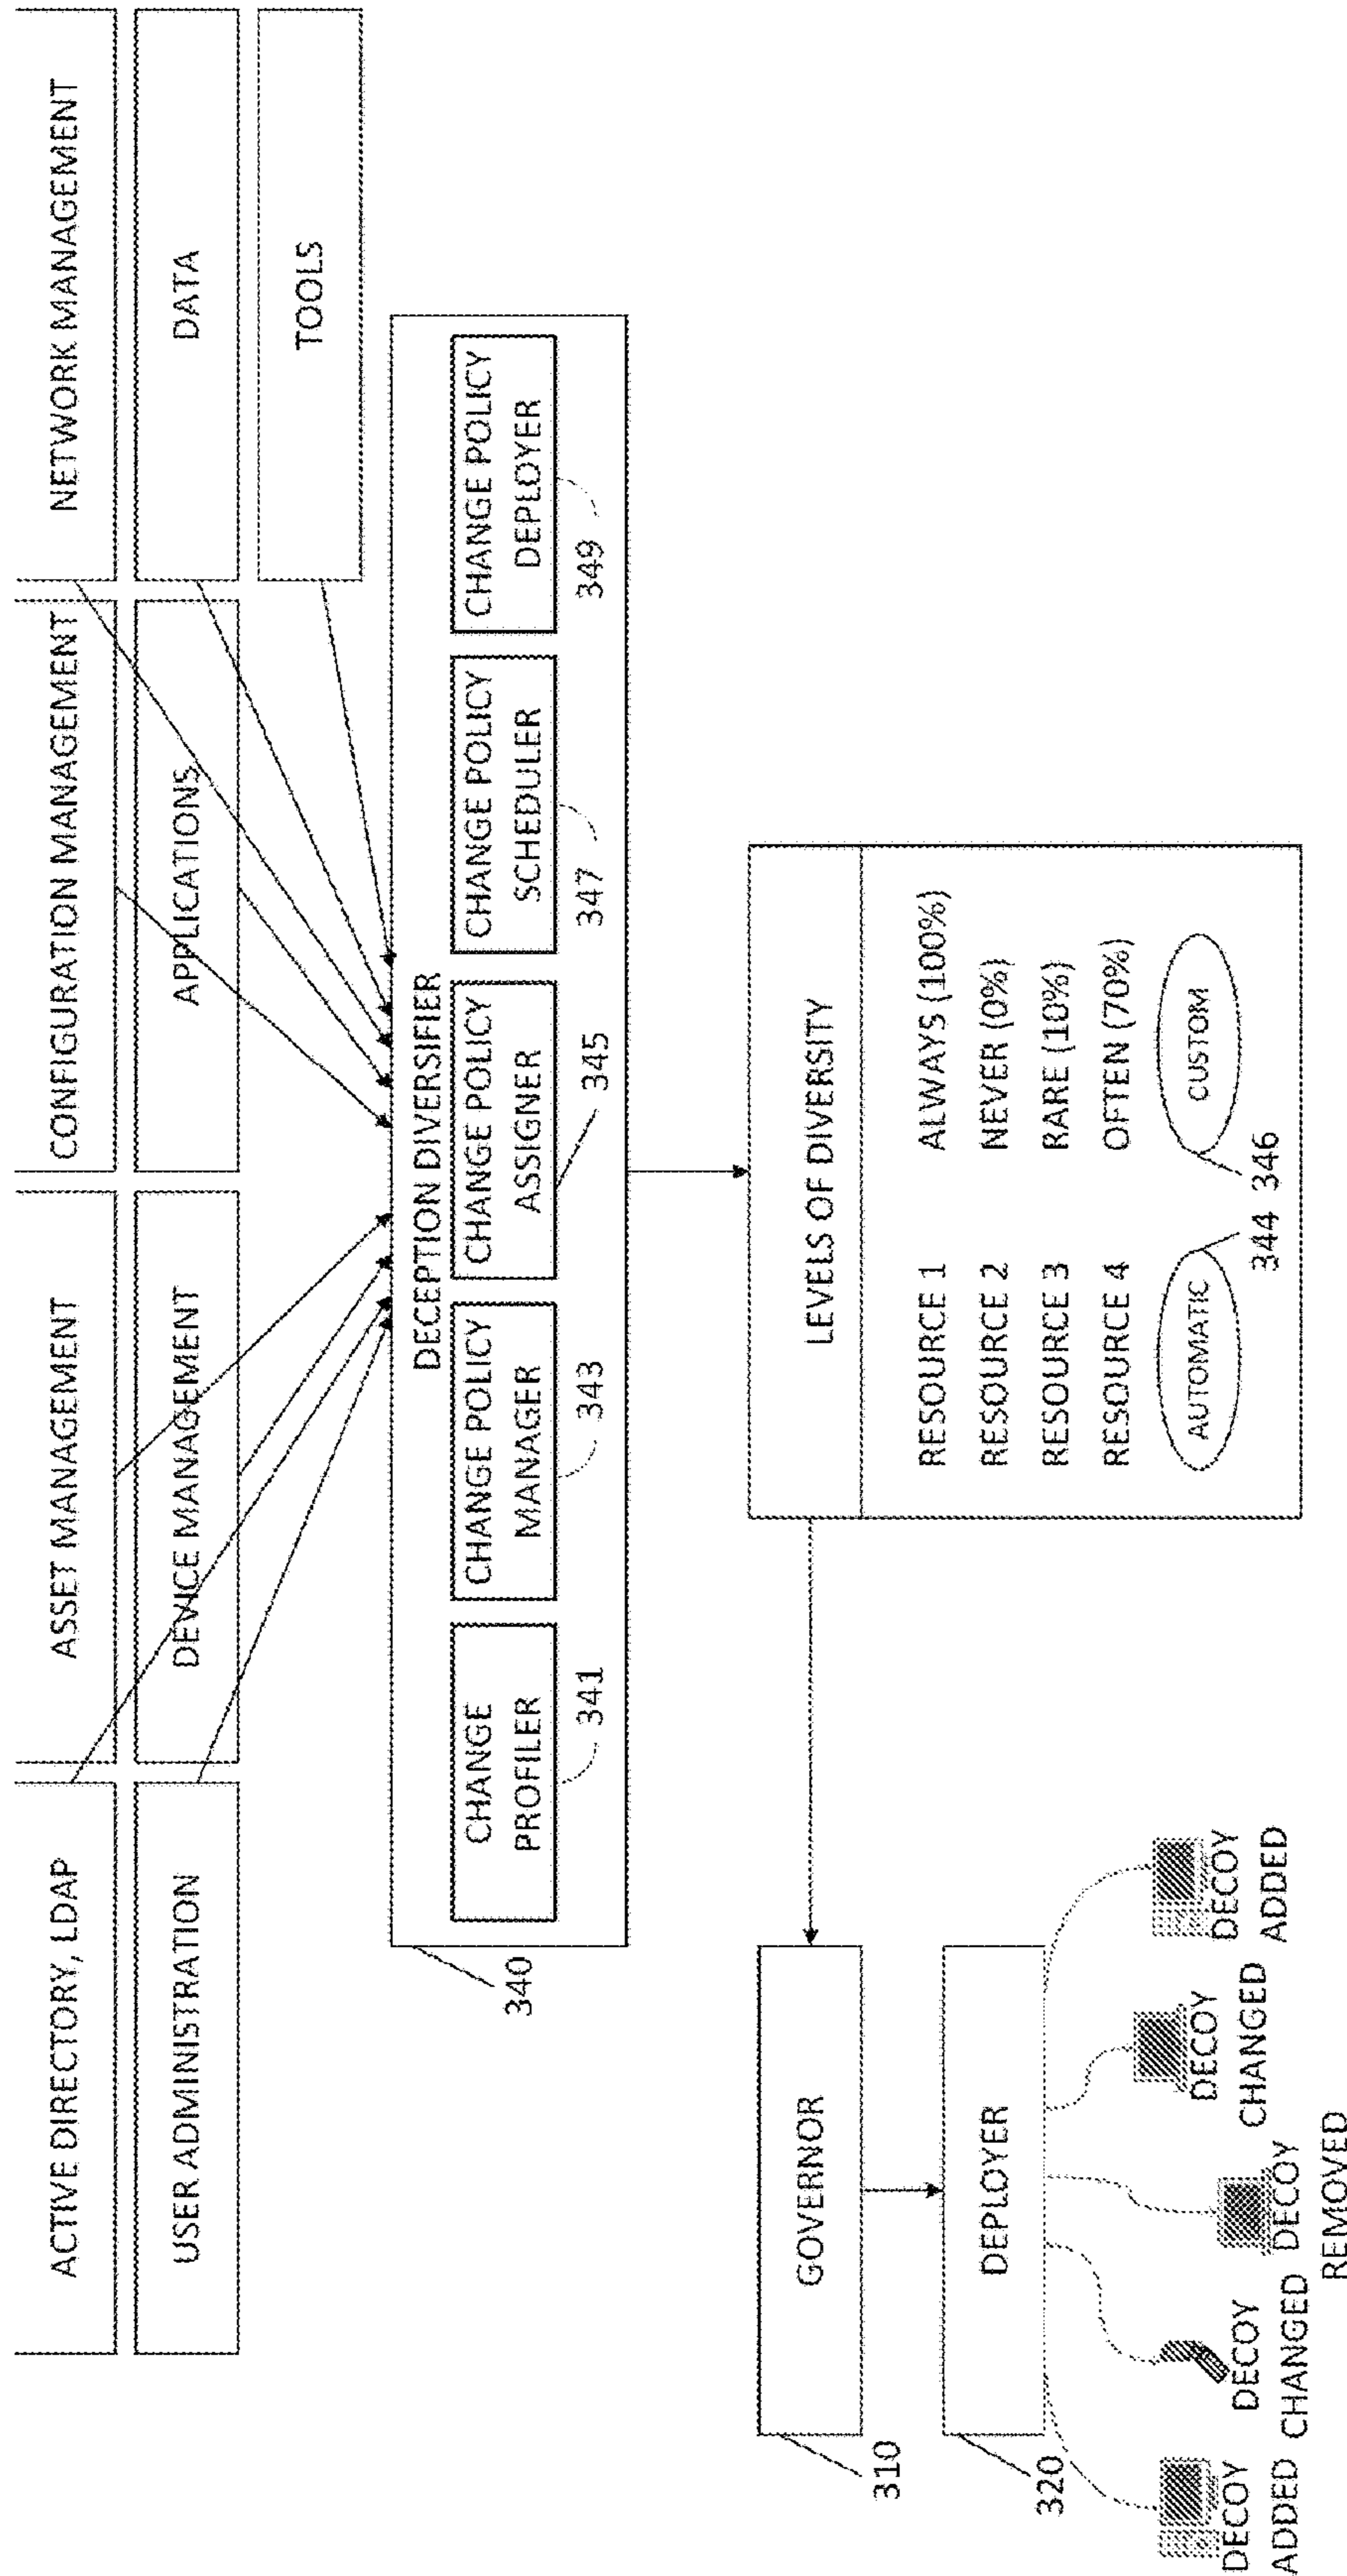 ACTIVE DIRECTORY, LDAP
ASSET MANAGEMENT
CONFIGURATION MANAGEMENT
NETWORK MANAGEMENT
USER ADMINISTRATION
DEVICE MANAGEMENT
APPLICATIONS
DATA
TOOLS
DECEPTION DIVERSIFIER
CHANGE
PROFILER
CHANGE POLICY
MANAGER
CHANGE POLICY
ASSIGNER
CHANGE POLICY
SCHEDULER
CHANGE POLICY
DEPLOYER
341
343
345
347
349
340
LEVELS OF DIVERSITY
RESOURCE 1 ALWAYS (100%)
RESOURCE 2 NEVER (0%)
RESOURCE 3 RARE (10%)
RESOURCE 4 OFTEN (70%)
AUTOMATIC
CUSTOM
344
346
GOVERNOR
310
DEPLOYER
320
DECOY
ADDED
DECOY
CHANGED
DECOY
REMOVED
DECOY
CHANGED
DECOY
ADDED